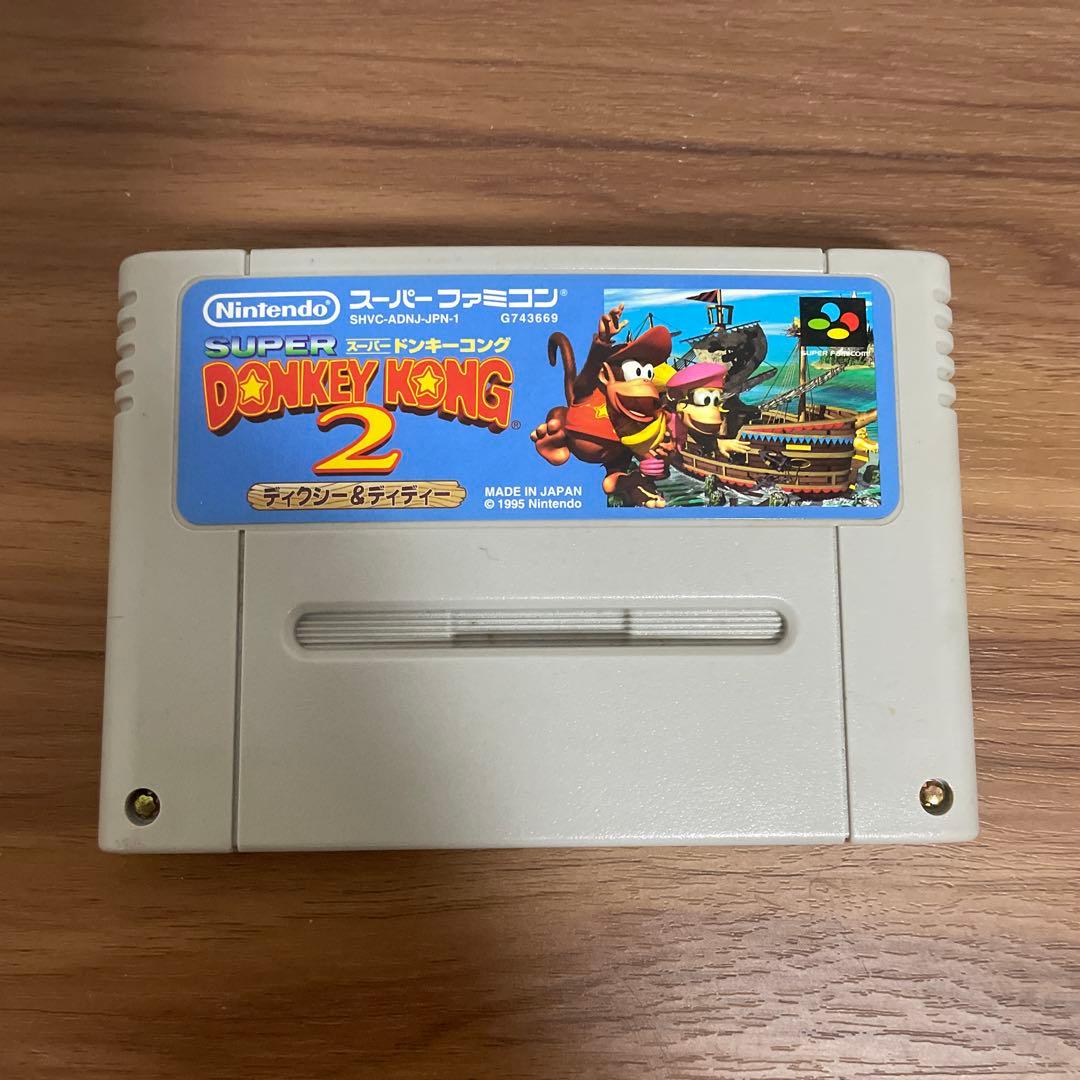 Nintendo
スーパーファミコン®
SHVC-ADNJ-JPN-1 G743669
SUPER スーパードンキーコング
DONKEY KONG®
2
ディクシー&ディディー
MADE IN JAPAN
© 1995 Nintendo
SUPER FAMICOM